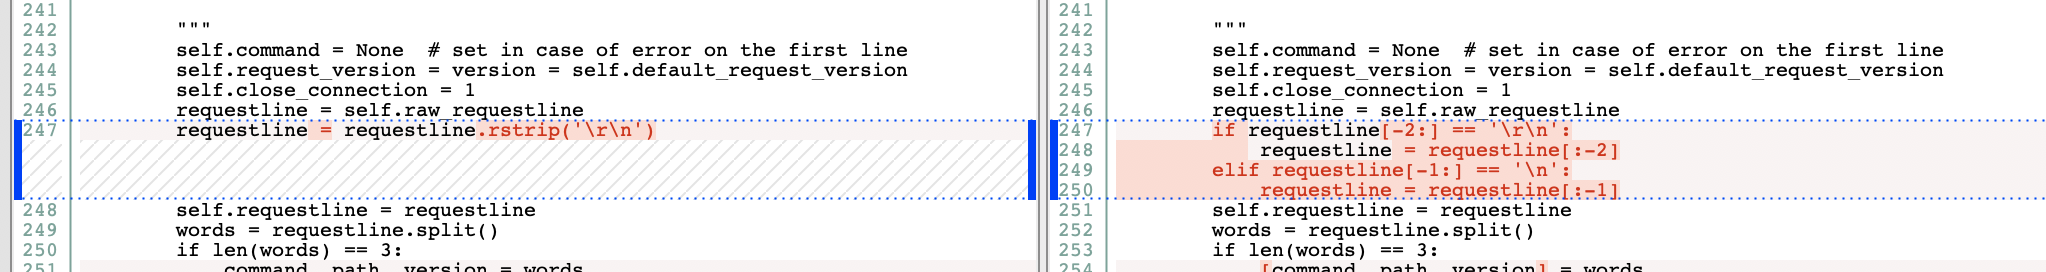 241
242 """
243 self.command = None # set in case of error on the first line
244 self.request_version = version = self.default_request_version
245 self.close_connection = 1
246 requestline = self.raw_requestline
247 requestline = requestline.rstrip('\r\n')
248 self.requestline = requestline
249 words = requestline.split()
250 if len(words) == 3:
251 command, path, version = words
241
242 """
243 self.command = None # set in case of error on the first line
244 self.request_version = version = self.default_request_version
245 self.close_connection = 1
246 requestline = self.raw_requestline
247 if requestline[-2:] == '\r\n':
248 requestline = requestline[:-2]
249 elif requestline[-1:] == '\n':
250 requestline = requestline[:-1]
251 self.requestline = requestline
252 words = requestline.split()
253 if len(words) == 3:
254 [command, path, version] = words